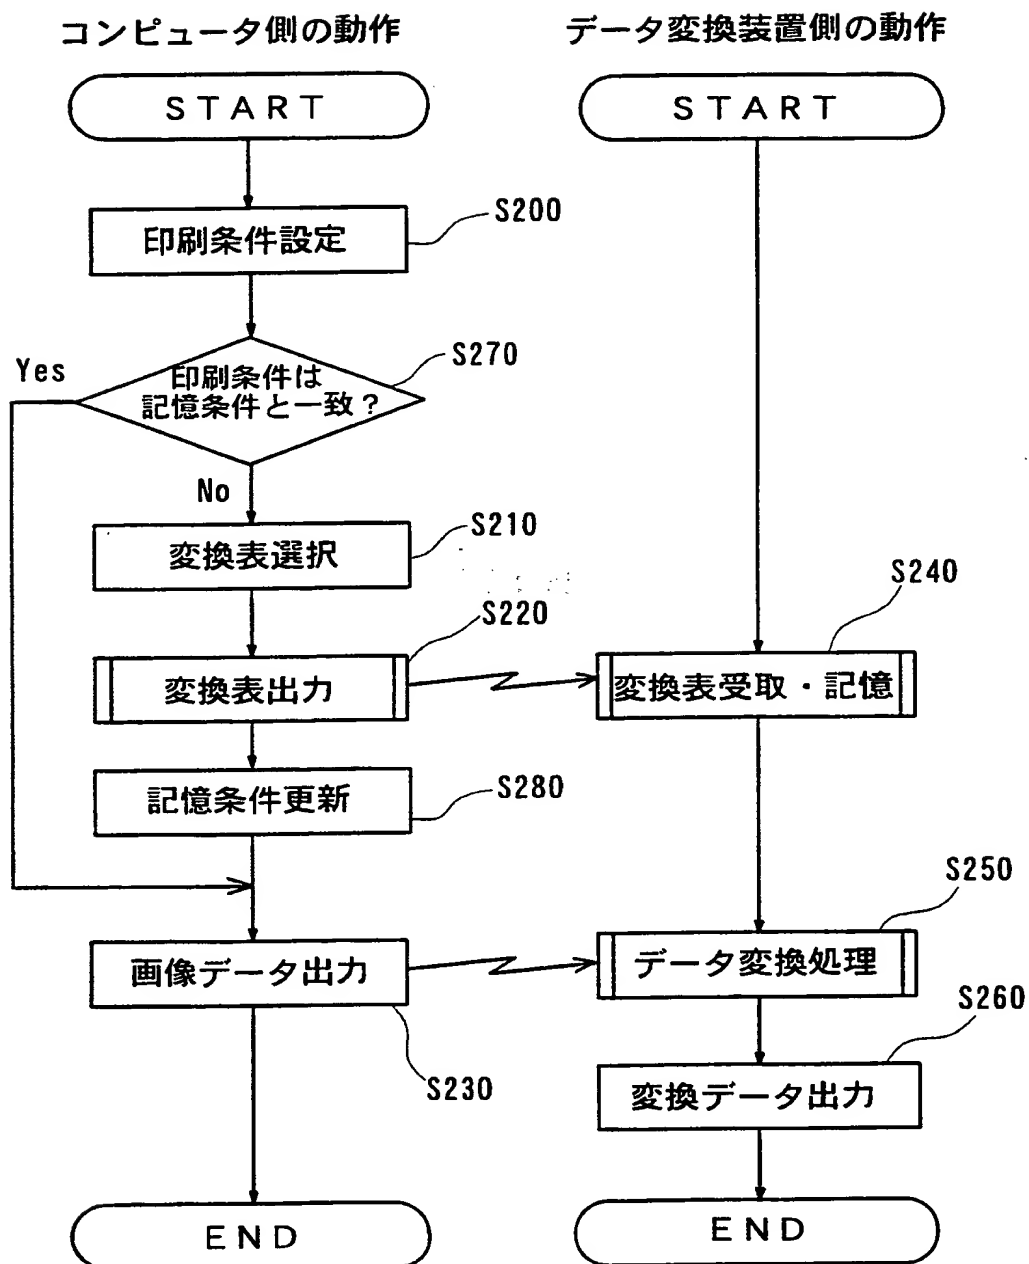 コンピュータ側の動作
START
S200
印刷条件設定
S270
Yes
印刷条件は
記憶条件と一致？
No
S210
変換表選択
S220
変換表出力
S280
記憶条件更新
画像データ出力
S230
END
データ変換装置側の動作
START
S240
変換表受取・記憶
S250
データ変換処理
S260
変換データ出力
END